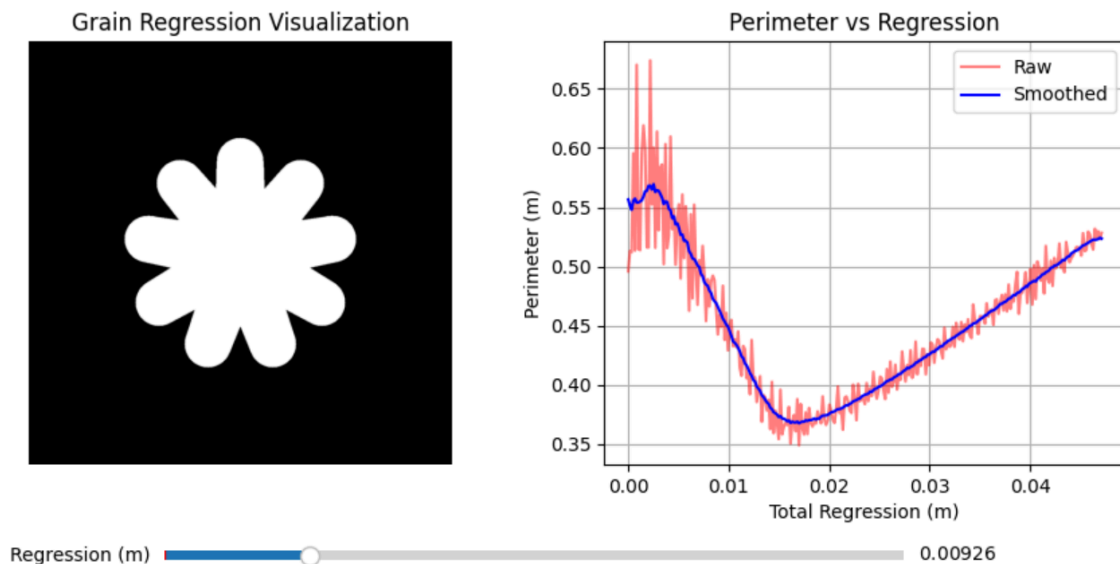 Grain Regression Visualization
Perimeter vs Regression
Raw
Smoothed
Perimeter (m)
0.65
0.60
0.55
0.50
0.45
0.40
0.35
0.00 0.01 0.02 0.03 0.04
Total Regression (m)
Regression (m) 0.00926